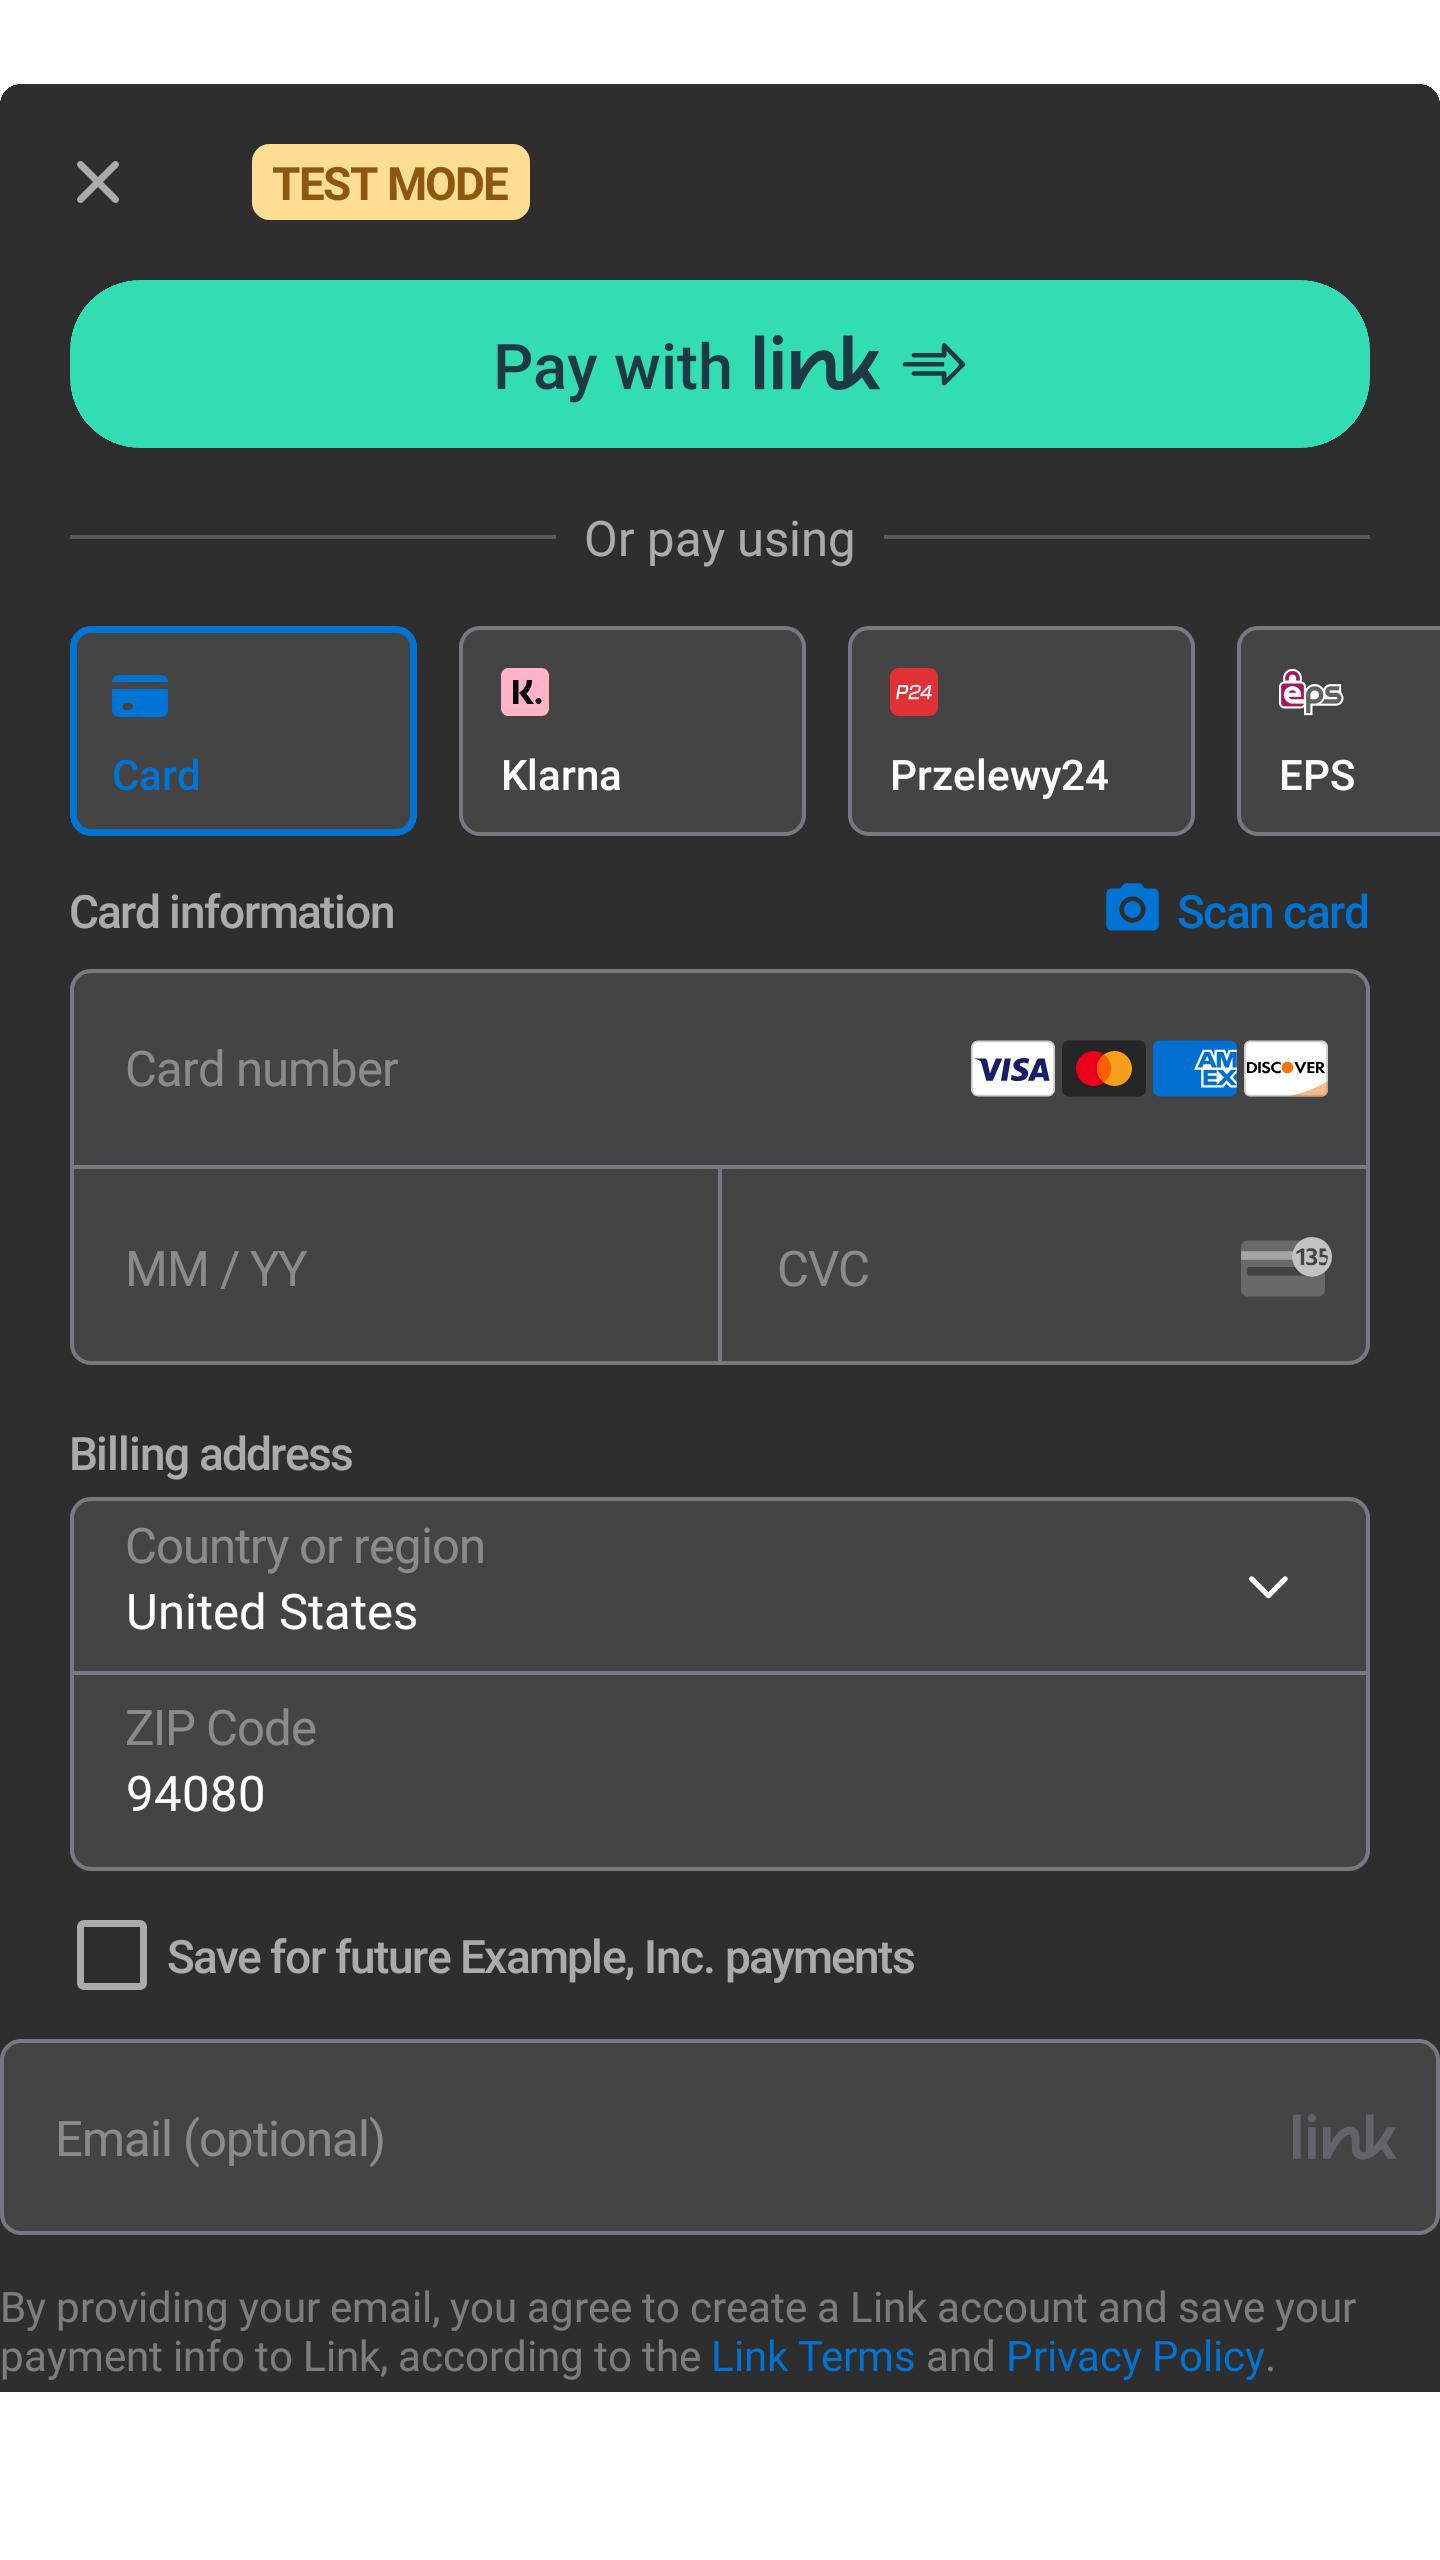 TEST MODE
Pay with link
Or pay using
K.
P24
eps
Card
Klarna
Przelewy24
EPS
Card information
Scan card
Card number
VISA
AM
EX
DISCOVER
MM / YY
CVC
135
Billing address
Country or region
United States
ZIP Code
94080
Save for future Example, Inc. payments
Email (optional)
link
By providing your email, you agree to create a Link account and save your
payment info to Link, according to the Link Terms and Privacy Policy.